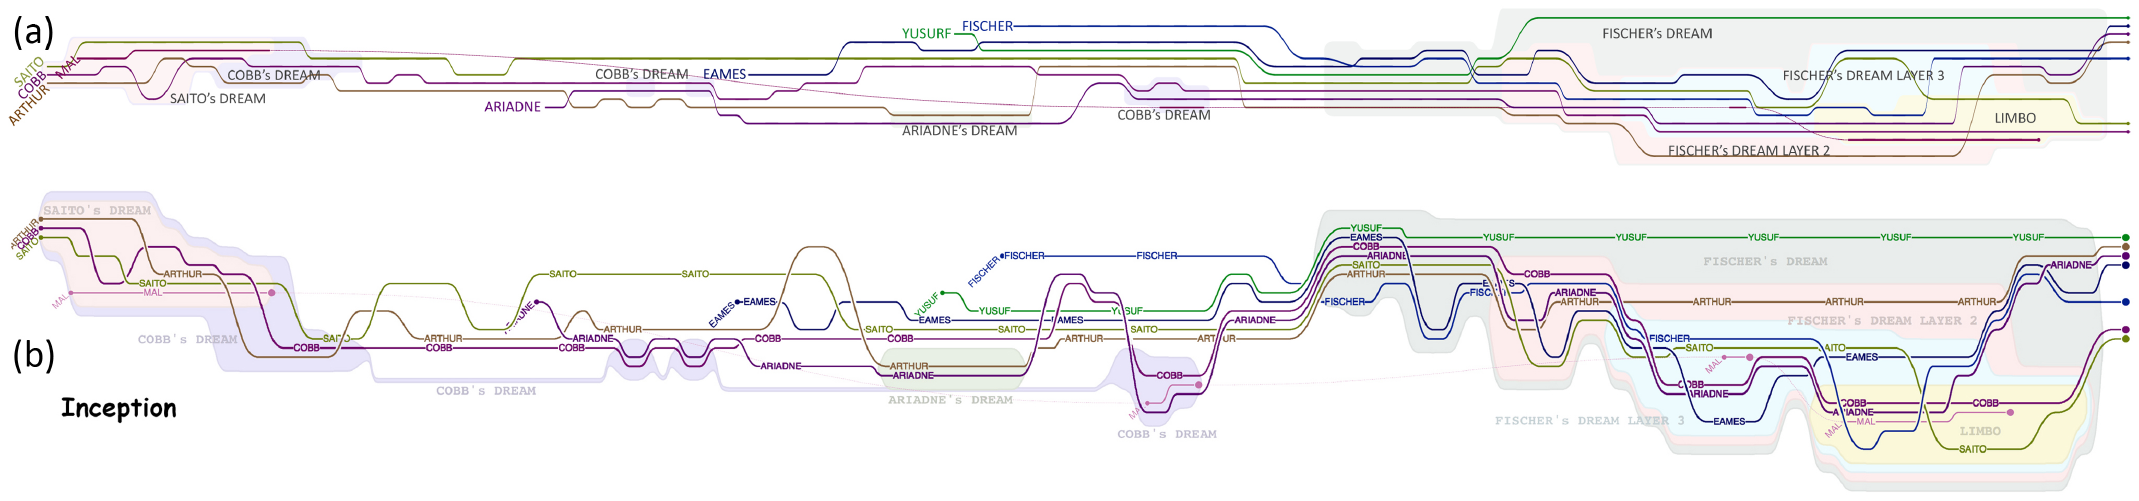 (a)
YUSURF FISCHER
FISCHER's DREAM
SAITO
COBB
MAL
ARTHUR
COBB's DREAM
SAITO's DREAM
COBB's DREAM EAMES
ARIADNE
ARIADNE's DREAM
COBB's DREAM
FISCHER's DREAM LAYER 3
LIMBO
FISCHER's DREAM LAYER 2
(b)
SAITO's DREAM
ARTHUR
COBB
SAITO
MAL MAL
ARTHUR
SAITO
COBB's DREAM
SAITO
COBB COBB COBB
ARTHUR
COBB's DREAM
SAITO SAITO
ARIADNE
ARTHUR
ARIADNE
EAMES EAMES
COBB COBB
ARIADNE
FISCHER FISCHER FISCHER
YUSUF YUSUF YUSUF
EAMES EAMES
SAITO SAITO SAITO
ARTHUR ARTHUR
ARTHUR
ARIADNE
ARIADNE's DREAM
ARIADNE
COBB
MAL
COBB's DREAM
YUSUF YUSUF YUSUF YUSUF YUSUF YUSUF
EAMES
COBB
ARIADNE
SAITO
ARTHUR
FISCHER
FISCHER's DREAM
COBB
EAMES
FISCHER
ARIADNE
ARTHUR ARTHUR ARTHUR ARTHUR
ARIADNE
FISCHER's DREAM LAYER 2
FISCHER
SAITO SAITO
MAL
EAMES
COBB
ARIADNE
EAMES
FISCHER's DREAM LAYER 3
COBB COBB
ARIADNE
MAL MAL
LIMBO
SAITO
Inception